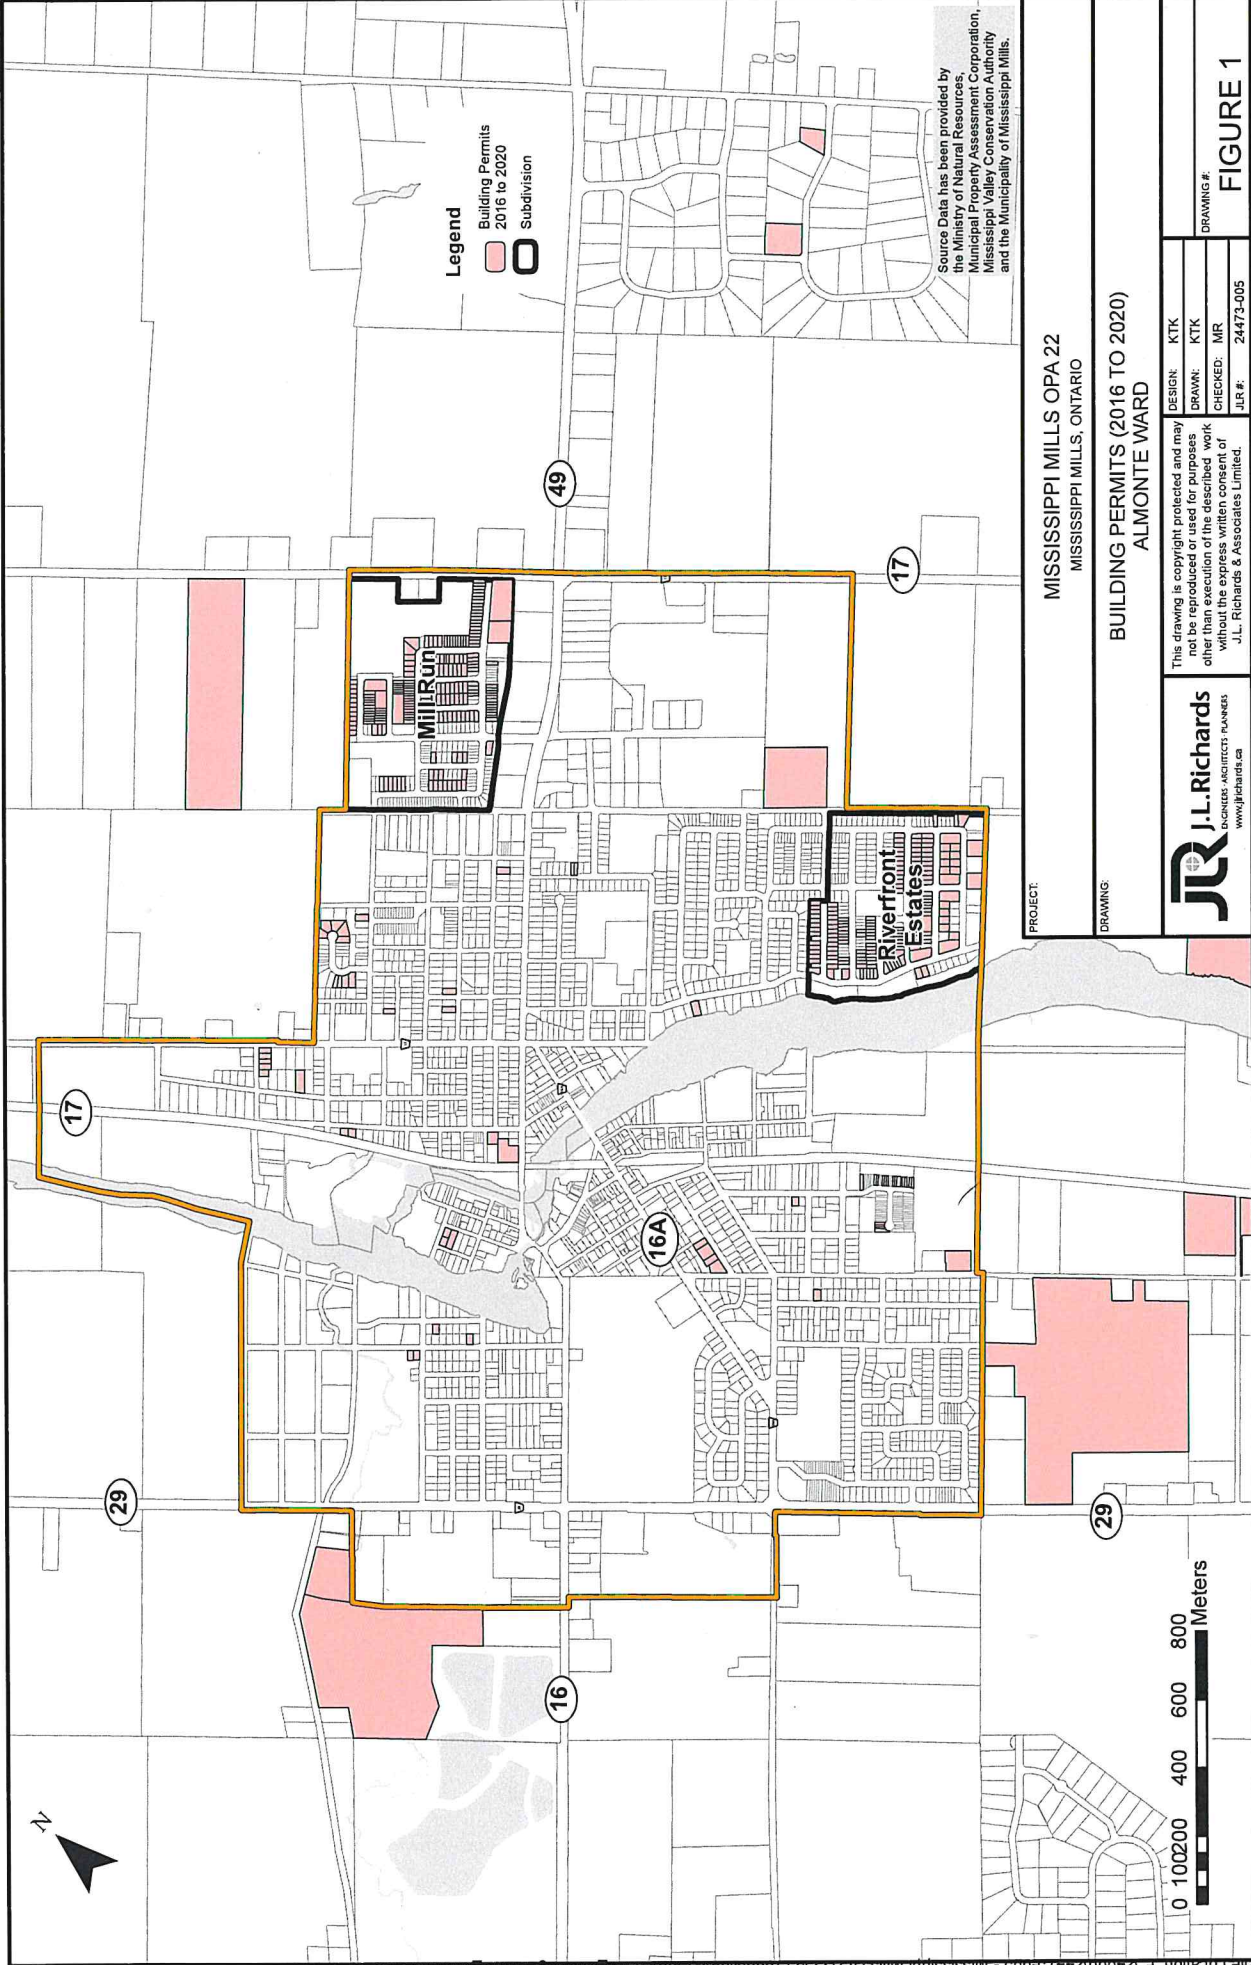 N
29
17
16
16A
49
17
29
Mill Run
Riverfront
Estates
Legend
Building Permits
2016 to 2020
Subdivision
Source Data has been provided by
the Ministry of Natural Resources,
Municipal Property Assessment Corporation,
Mississippi Valley Conservation Authority
and the Municipality of Mississippi Mills.
0 100200 400 600 800
Meters
PROJECT:
MISSISSIPPI MILLS OPA 22
MISSISSIPPI MILLS, ONTARIO
DRAWING:
BUILDING PERMITS (2016 TO 2020)
ALMONTE WARD
JLR J.L.Richards
ENGINEERS · ARCHITECTS · PLANNERS
www.jlrichards.ca
This drawing is copyright protected and may
not be reproduced or used for purposes
other than execution of the described work
without the express written consent of
J.L. Richards & Associates Limited.
DESIGN: KTK
DRAWN: KTK
CHECKED: MR
JLR #: 24473-005
DRAWING #:
FIGURE 1